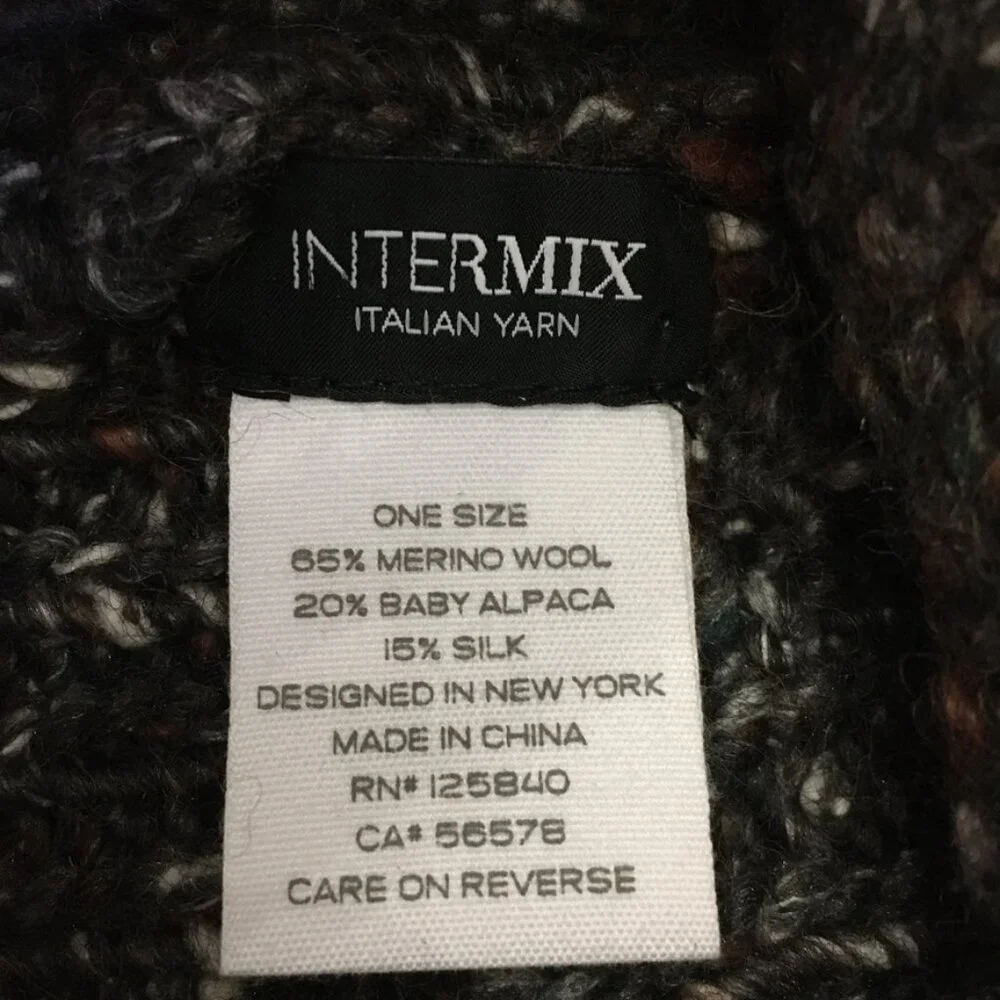 INTERMIX
ITALIAN YARN
ONE SIZE
65% MERINO WOOL
20% BABY ALPACA
15% SILK
DESIGNED IN NEW YORK
MADE IN CHINA
RN# 125840
CA# 56578
CARE ON REVERSE